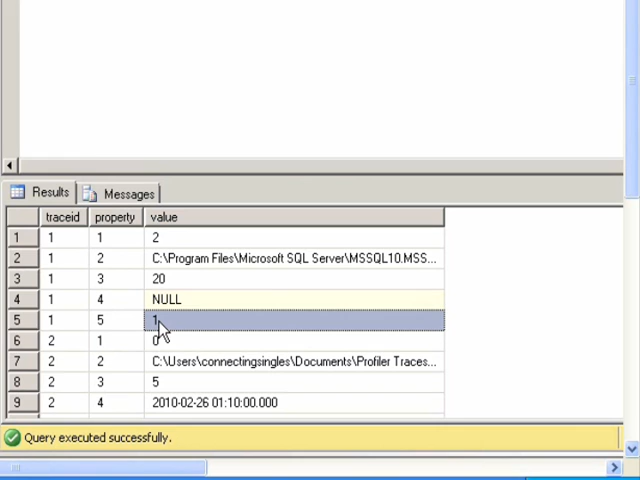 Results Messages
traceid property value
1 1 1 2
2 1 2 C:\Program Files\Microsoft SQL Server\MSSQL10.MSS...
3 1 3 20
4 1 4 NULL
5 1 5 1
6 2 1 0
7 2 2 C:\Users\connectingsingles\Documents\Profiler Traces...
8 2 3 5
9 2 4 2010-02-26 01:10:00.000
Query executed successfully.